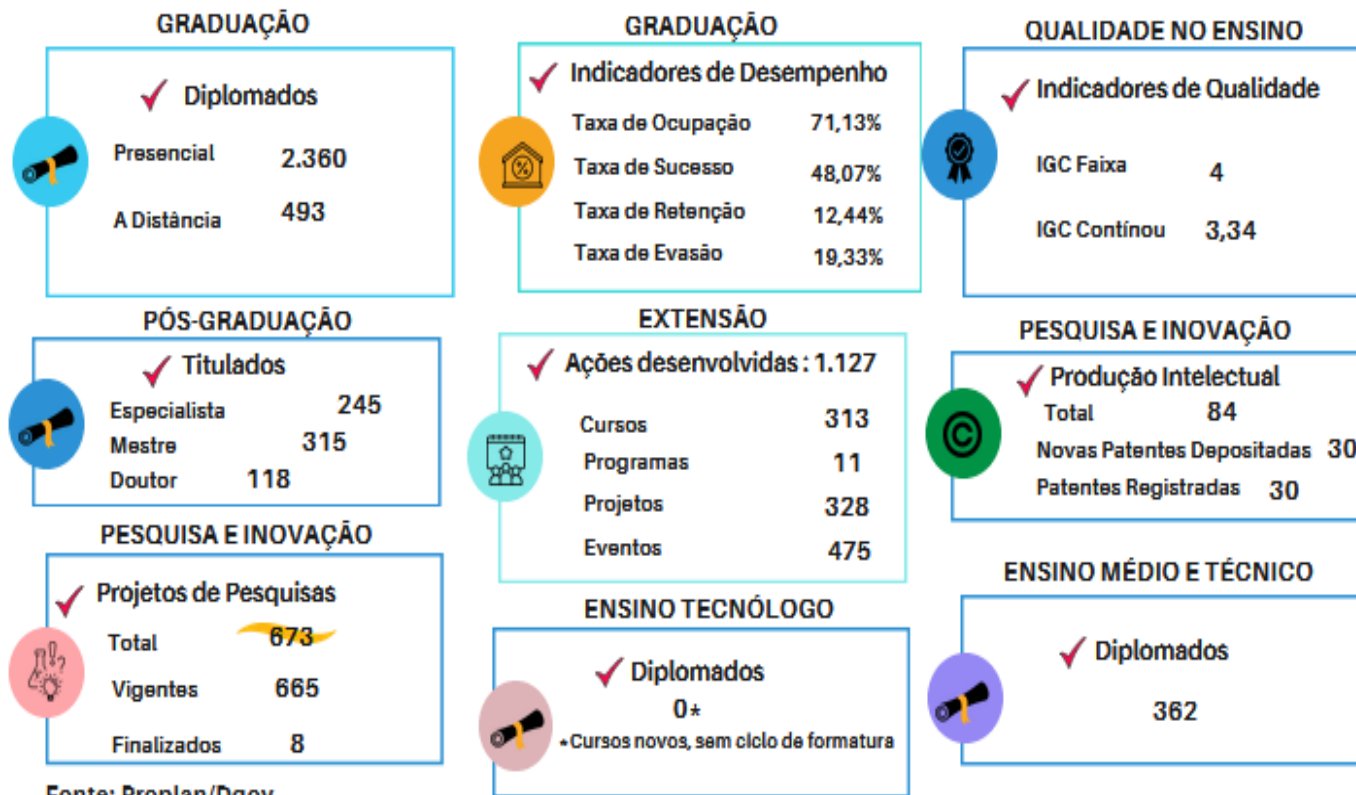 GRADUAÇÃO
Diplomados
Presencial 2.360
A Distância 493
GRADUAÇÃO
Indicadores de Desempenho
Taxa de Ocupação 71,13%
Taxa de Sucesso 48,07%
Taxa de Retenção 12,44%
Taxa de Evasão 19,33%
QUALIDADE NO ENSINO
Indicadores de Qualidade
IGC Faixa 4
IGC Contínou 3,34
PÓS-GRADUAÇÃO
Titulados
Especialista 245
Mestre 315
Doutor 118
EXTENSÃO
Ações desenvolvidas : 1.127
Cursos 313
Programas 11
Projetos 328
Eventos 475
PESQUISA E INOVAÇÃO
Produção Intelectual
Total 84
Novas Patentes Depositadas 30
Patentes Registradas 30
PESQUISA E INOVAÇÃO
Projetos de Pesquisas
Total 673
Vigentes 665
Finalizados 8
ENSINO TECNÓLOGO
Diplomados
0*
*Cursos novos, sem ciclo de formatura
ENSINO MÉDIO E TÉCNICO
Diplomados
362
Fonte: Proplan/Dgov